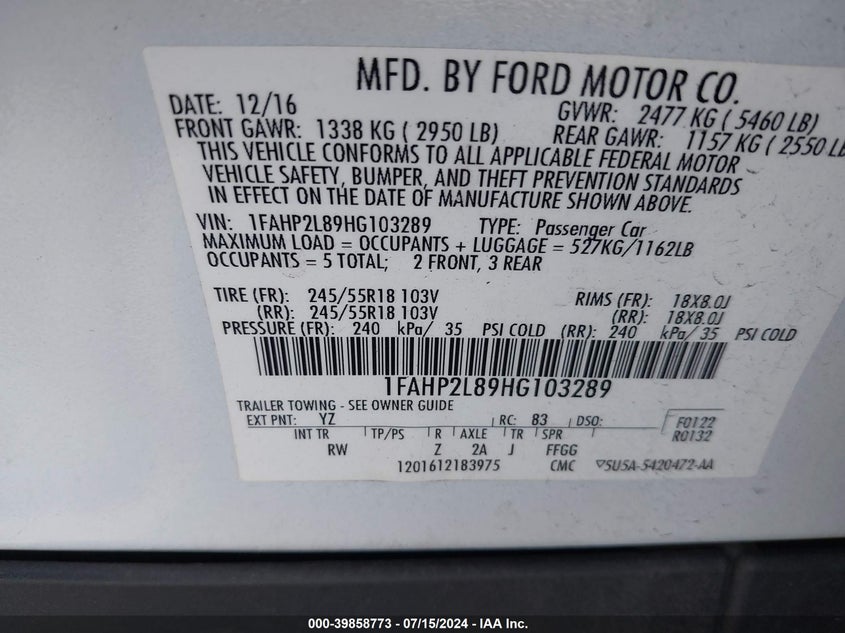 MFD. BY FORD MOTOR CO.
DATE: 12/16 GVWR: 2477 KG ( 5460 LB)
FRONT GAWR: 1338 KG ( 2950 LB) REAR GAWR: 1157 KG ( 2550 LB
THIS VEHICLE CONFORMS TO ALL APPLICABLE FEDERAL MOTOR
VEHICLE SAFETY, BUMPER, AND THEFT PREVENTION STANDARDS
IN EFFECT ON THE DATE OF MANUFACTURE SHOWN ABOVE.
VIN: 1FAHP2L89HG103289 TYPE: Passenger Car
MAXIMUM LOAD = OCCUPANTS + LUGGAGE = 527KG/1162LB
OCCUPANTS = 5 TOTAL; 2 FRONT, 3 REAR
TIRE (FR): 245/55R18 103V RIMS (FR): 18X8.0J
(RR): 245/55R18 103V (RR): 18X8.0J
PRESSURE (FR): 240 kPa/ 35 PSI COLD (RR): 240 kPa/ 35 PSI COLD
1FAHP2L89HG103289
TRAILER TOWING - SEE OWNER GUIDE
EXT PNT: YZ RC: 83 DSO: F0122
R0132
INT TR TP/PS R AXLE TR SPR
RW Z 2A J FFGG
1201612183975 CMC SU5A-5420472-AA
000-39858773 - 07/15/2024 - IAA Inc.